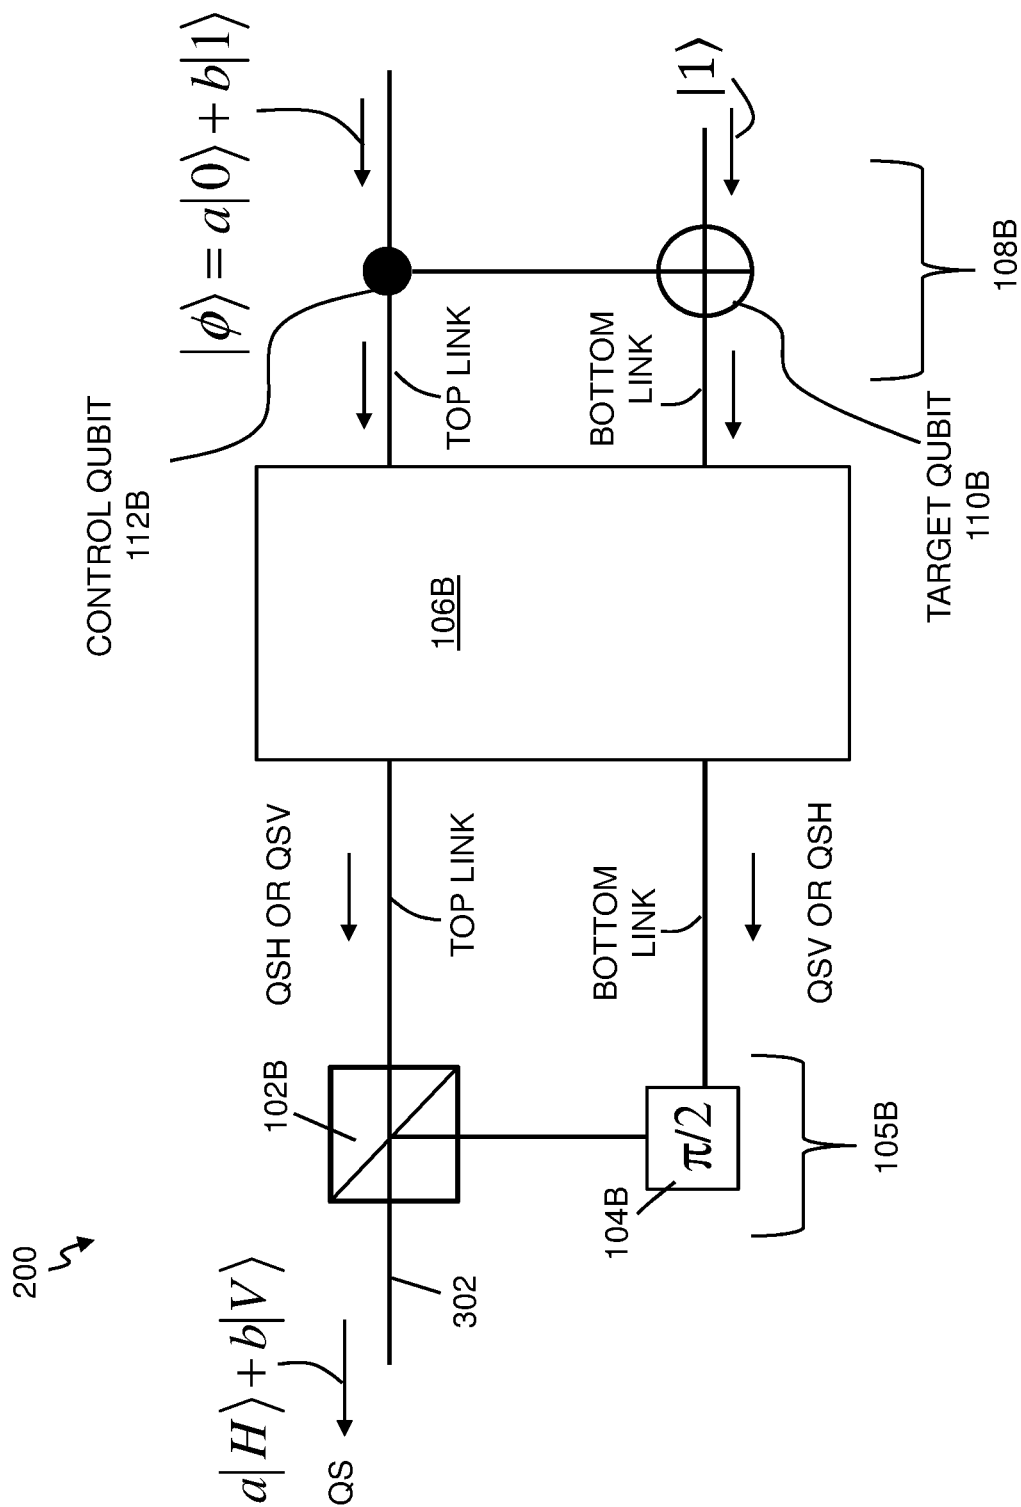 200
a|H⟩+b|V⟩
QS
302
102B
104B
π/2
105B
QSH OR QSV
TOP LINK
BOTTOM
LINK
QSV OR QSH
106B
CONTROL QUBIT
112B
TOP LINK
BOTTOM
LINK
TARGET QUBIT
110B
|ϕ⟩ = a|0⟩ + b|1⟩
|1⟩
108B